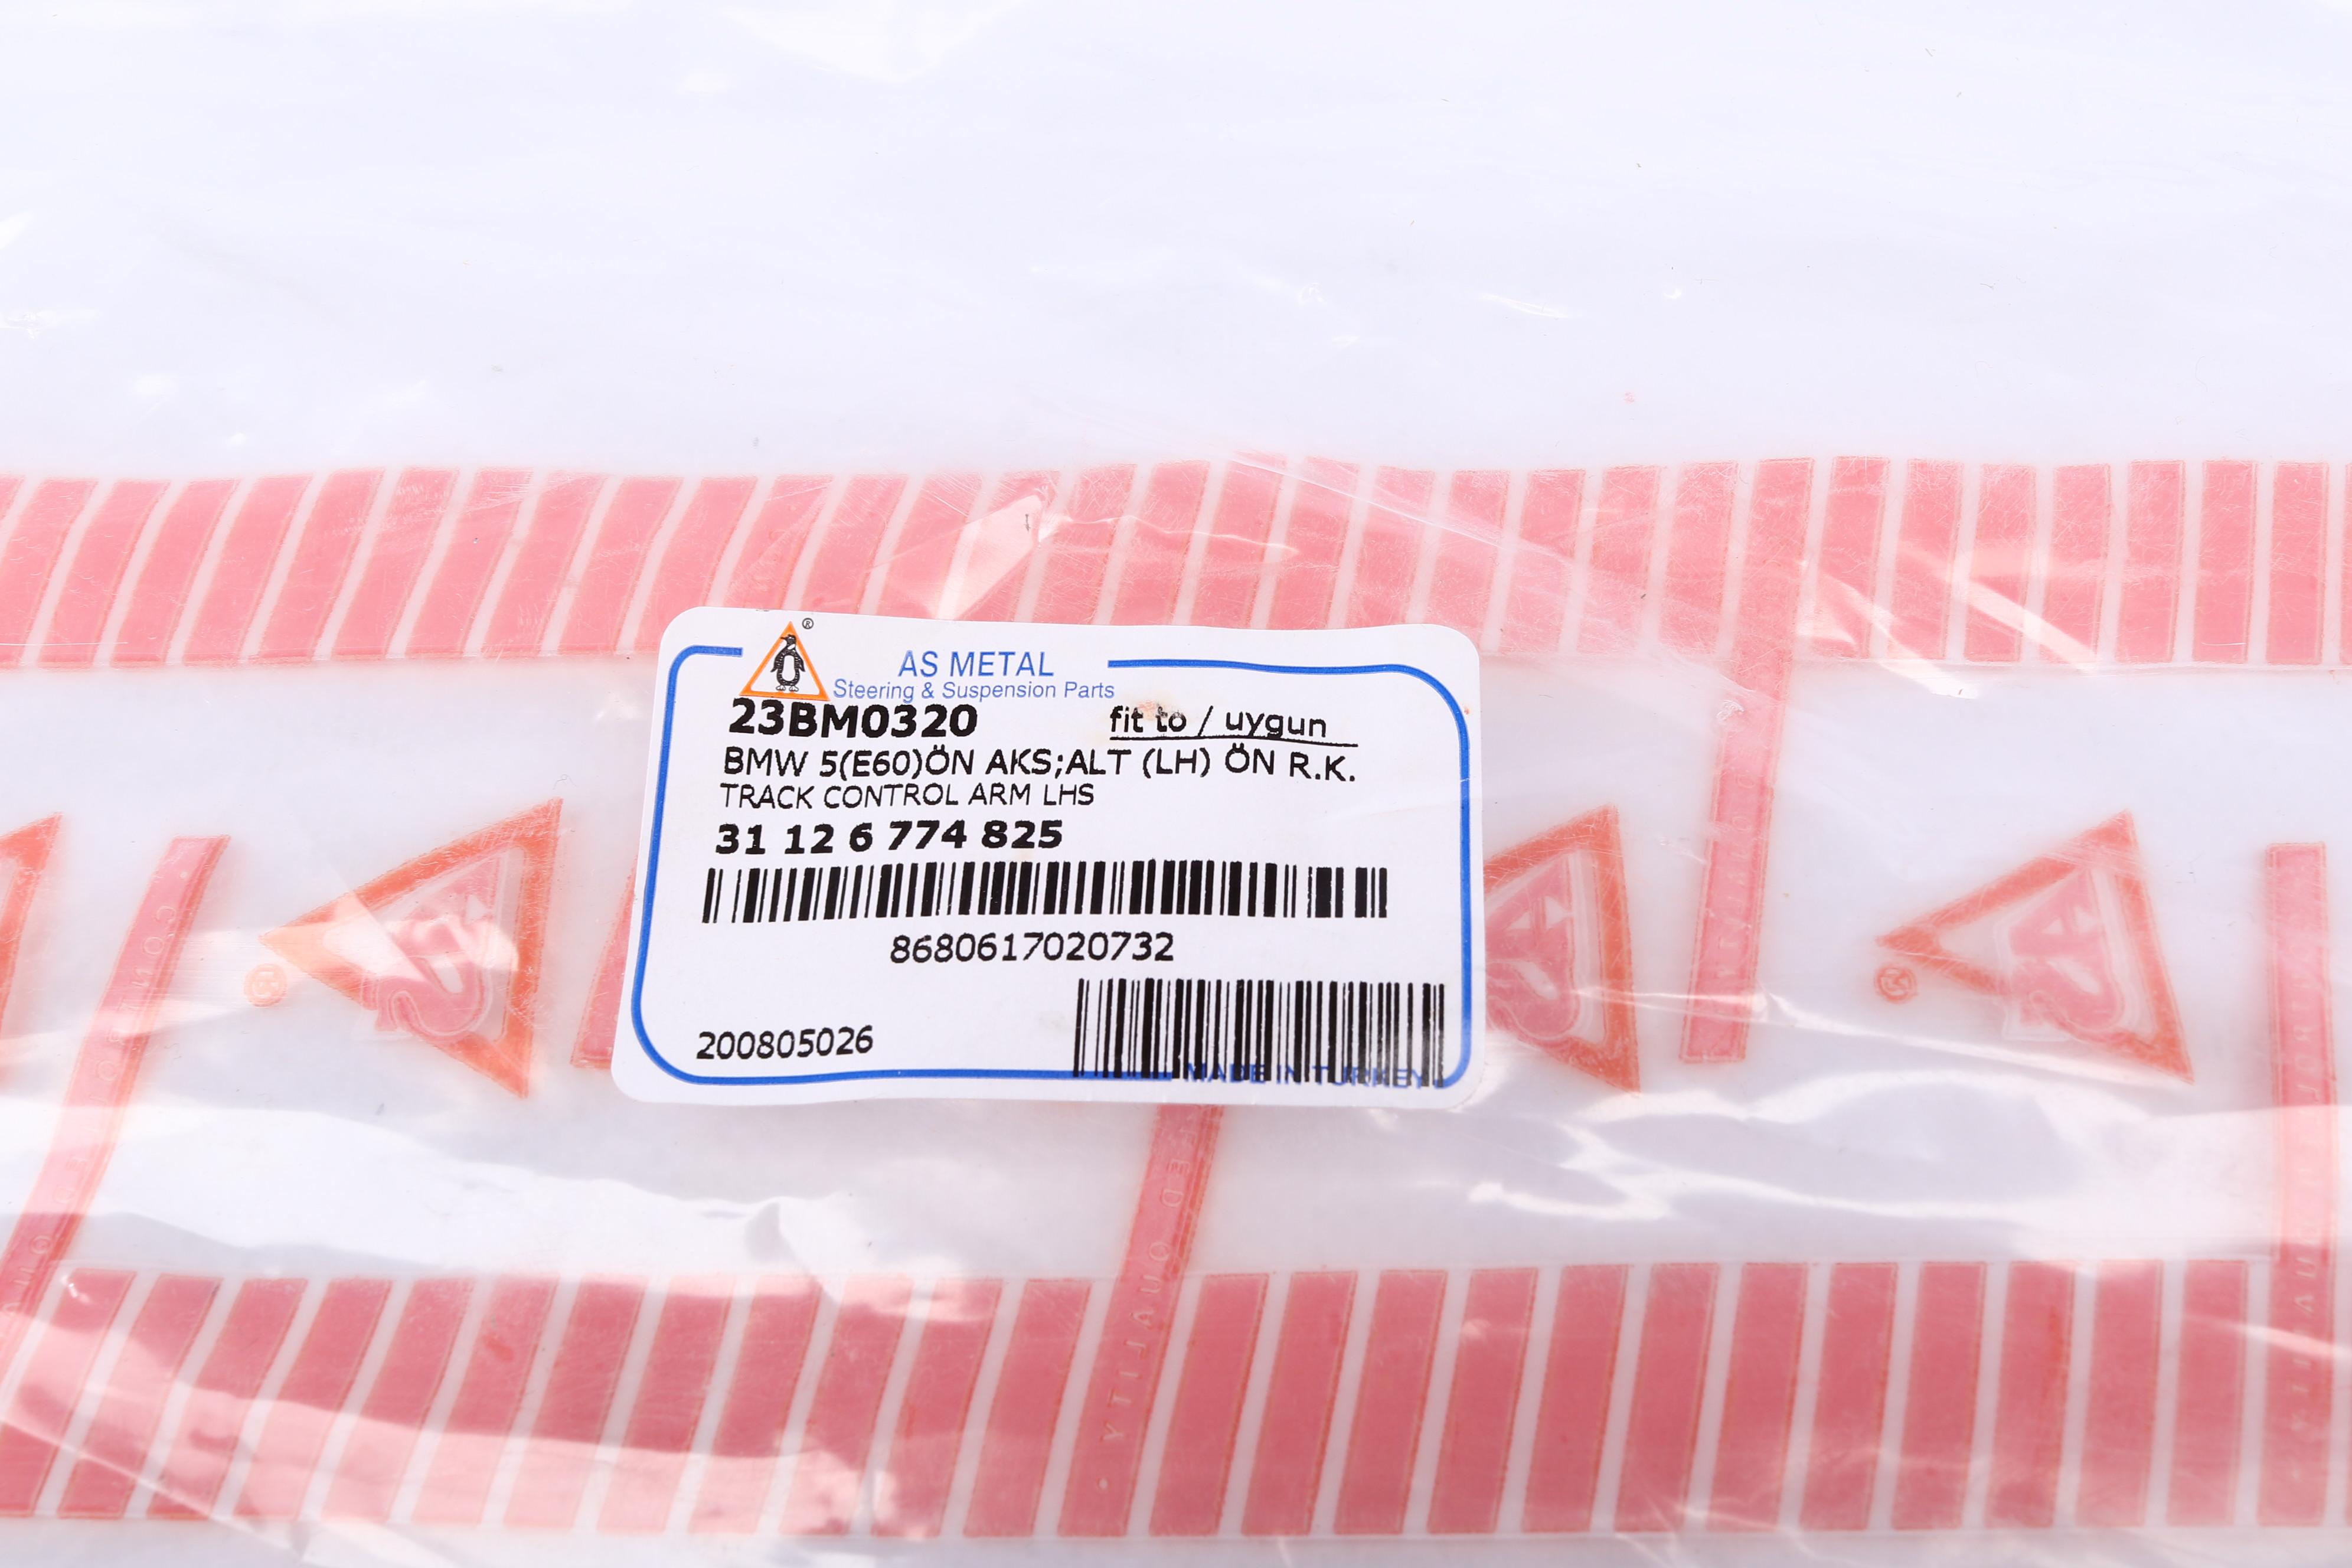 ®
AS METAL
Steering & Suspension Parts
23BM0320 fit to / uygun
BMW 5(E60)ÖN AKS;ALT (LH) ÖN R.K.
TRACK CONTROL ARM LHS
31 12 6 774 825
8680617020732
200805026
MADE IN TURKEY